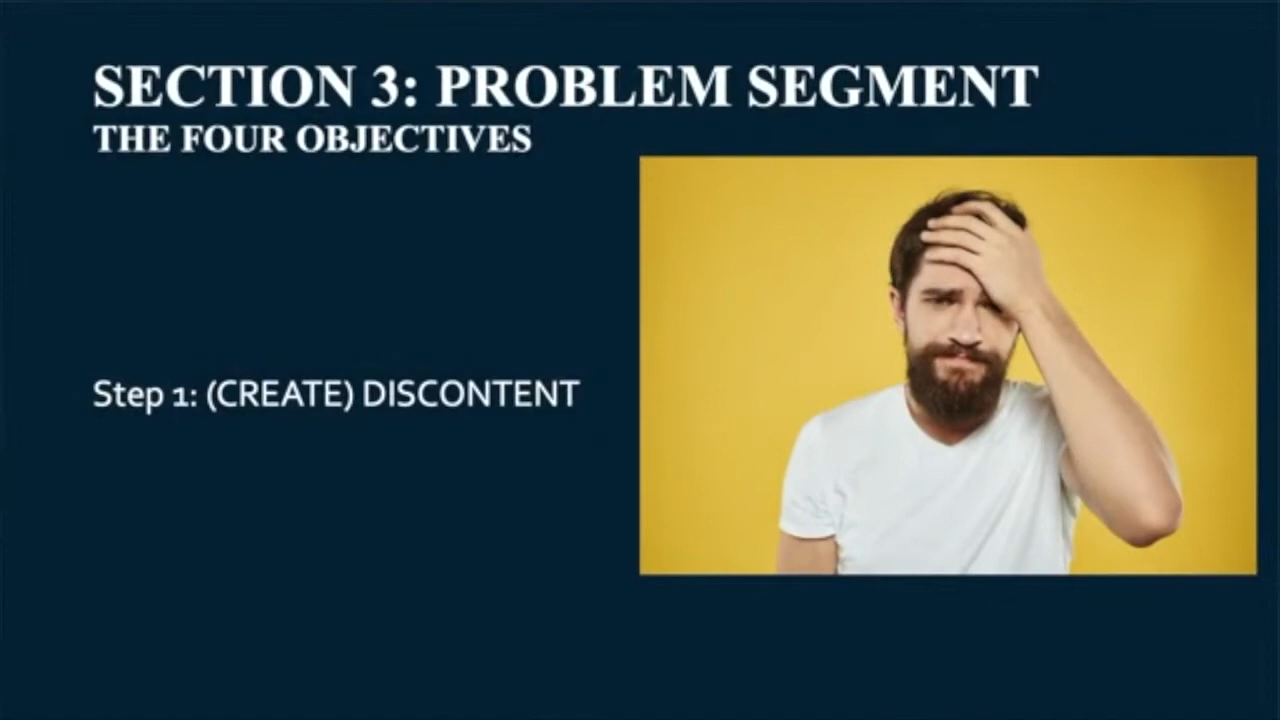 SECTION 3: PROBLEM SEGMENT
THE FOUR OBJECTIVES
Step 1: (CREATE) DISCONTENT